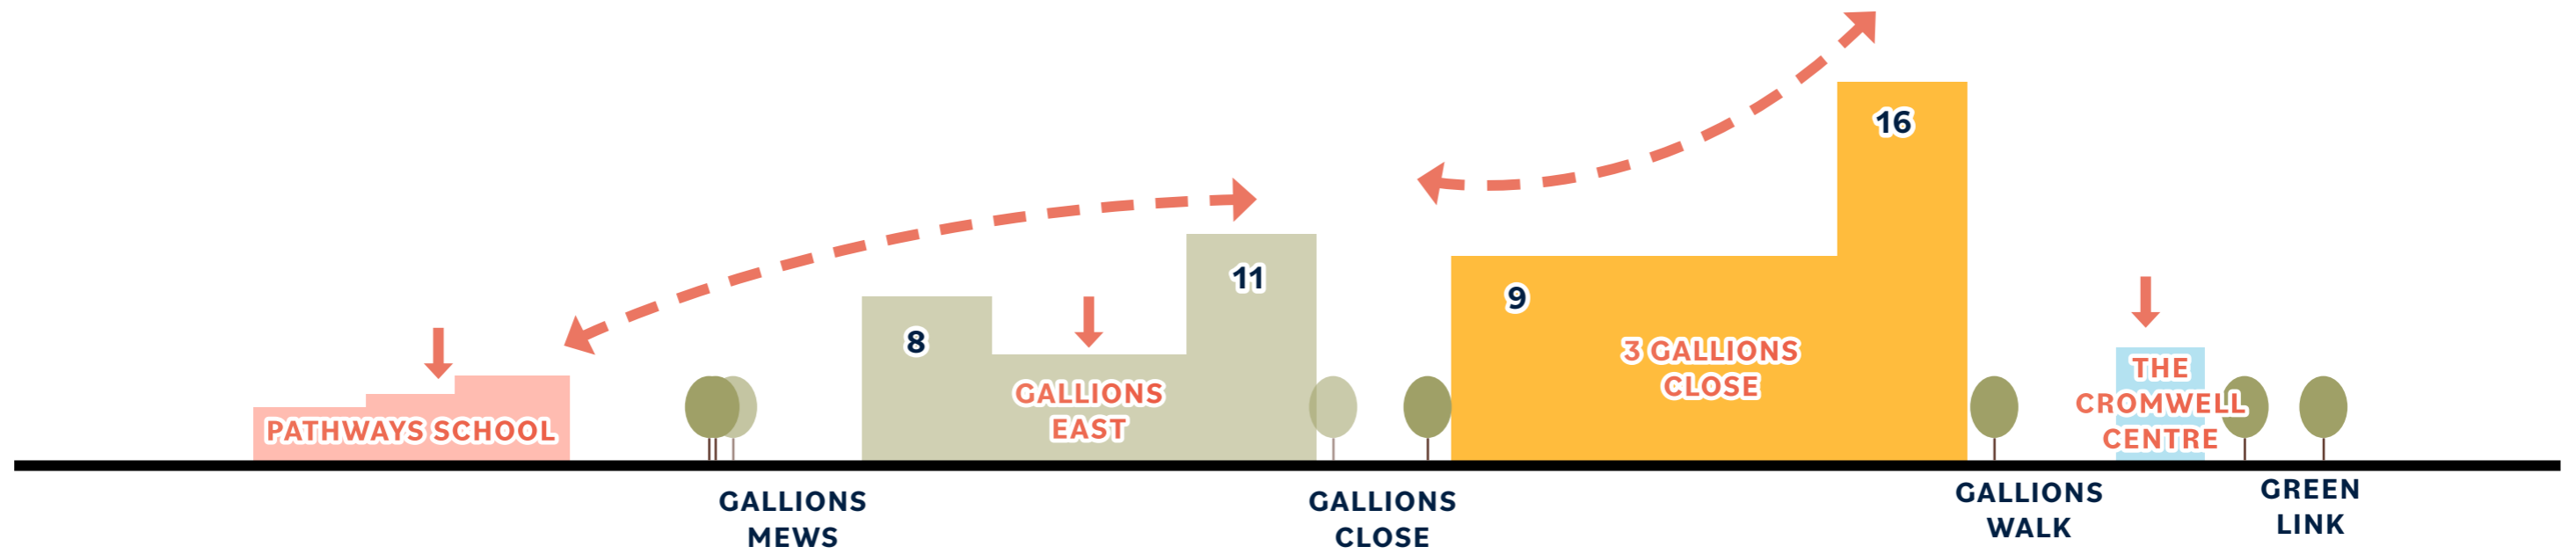 16
11
9
8
3 GALLIONS
CLOSE
PATHWAYS SCHOOL
GALLIONS
EAST
THE
CROMWELL
CENTRE
GALLIONS
MEWS
GALLIONS
CLOSE
GALLIONS
WALK
GREEN
LINK